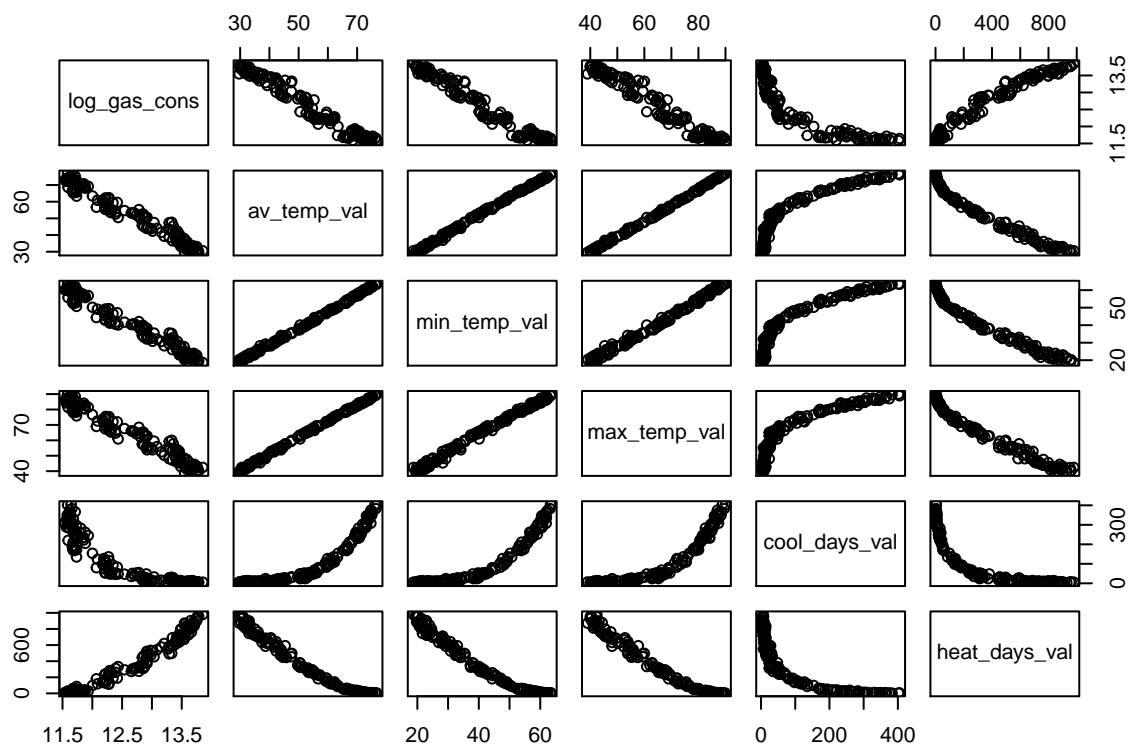 30 50 70 40 60 80 0 400 800
log_gas_cons 11.5 13.5
30 60 av_temp_val
min_temp_val 20 50
40 70 max_temp_val
cool_days_val 0 300
0 600 heat_days_val
11.5 12.5 13.5 20 40 60 0 200 400